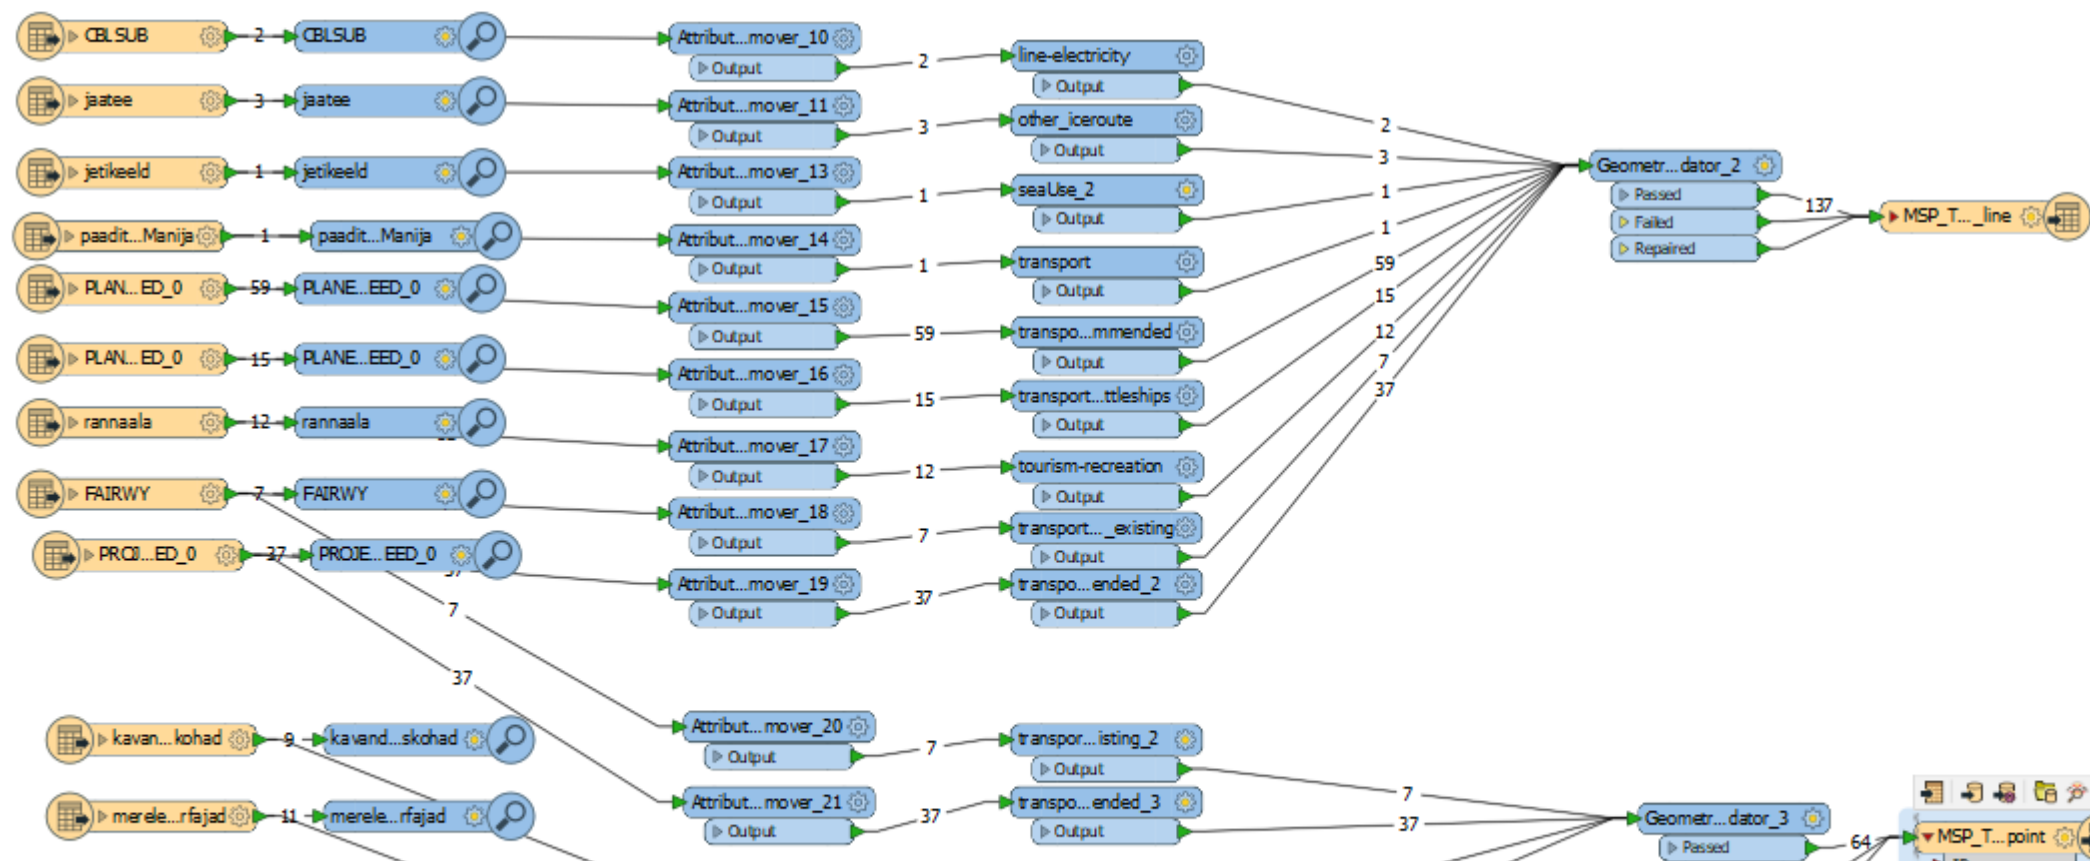 CBLSUB 2 CBLSUB Attribut...mover_10
Output 2 line-electricity
Output 2
jaatee 3 jaatee Attribut...mover_11
Output 3 other_iceroute
Output 3
jetikeeld 1 jetikeeld Attribut...mover_13
Output 1 seaUse_2
Output 1
Geometr...dator_2
Passed 137
Failed
Repaired
MSP_T..._line
paadit...Manija 1 paadit...Manija Attribut...mover_14
Output 1 transport
Output 1
PLAN...ED_0 59 PLANE...EED_0 Attribut...mover_15
Output 59 transpo...mmended
Output 59
PLAN...ED_0 15 PLANE...EED_0 Attribut...mover_16
Output 15 transport...ttleships
Output 15
rannaala 12 rannaala Attribut...mover_17
Output 12 tourism-recreation
Output 12
FAIRWY 7 FAIRWY Attribut...mover_18
Output 7 transport..._existing
Output 7
PROJ...ED_0 37 PROJE...EED_0 Attribut...mover_19
Output 37 transpo...ended_2
Output 37
7
37
Attribut...mover_20
Output 7 transpor...isting_2
Output 7
kavan...kohad 9 kavand...skohad
Attribut...mover_21
Output 37 transpo...ended_3
Output 37
merele...rfajad 11 merele...rfajad
Geometr...dator_3
Passed 64
MSP_T...point